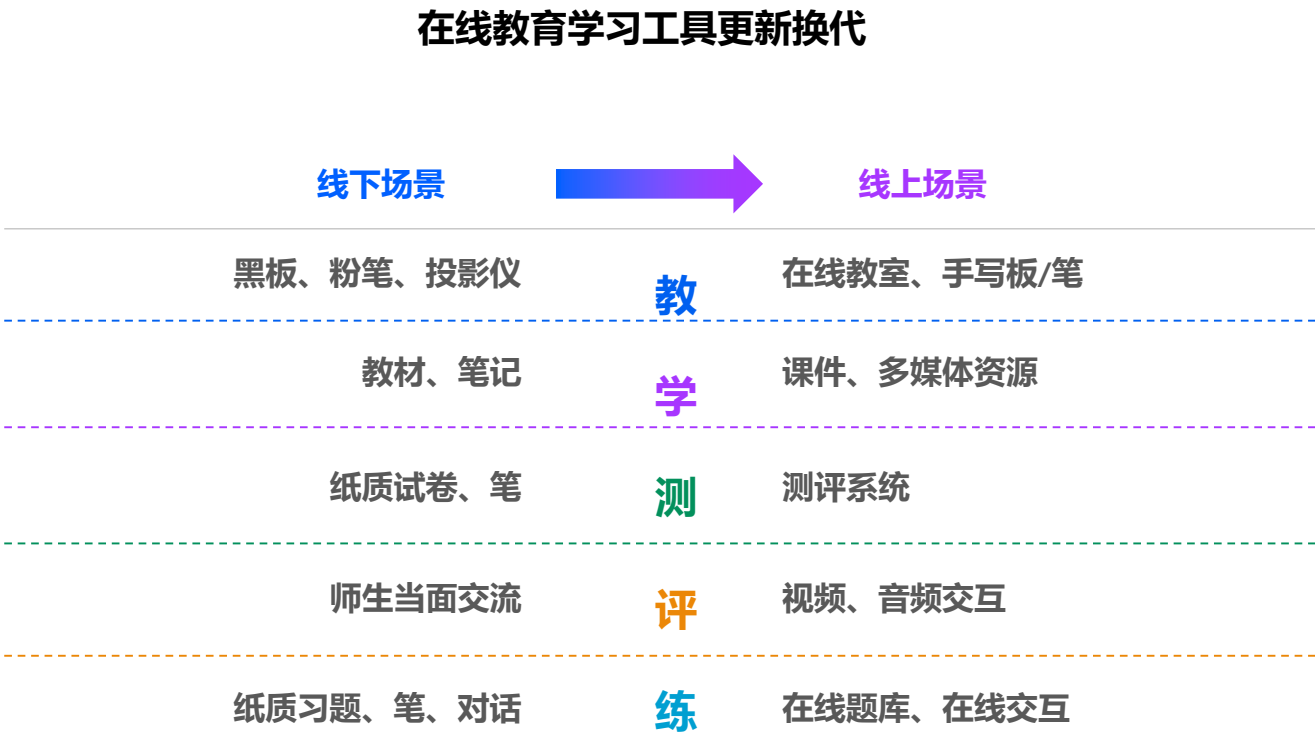 在线教育学习工具更新换代
线下场景 线上场景
黑板、粉笔、投影仪 教 在线教室、手写板/笔
教材、笔记 学 课件、多媒体资源
纸质试卷、笔 测 测评系统
师生当面交流 评 视频、音频交互
纸质习题、笔、对话 练 在线题库、在线交互